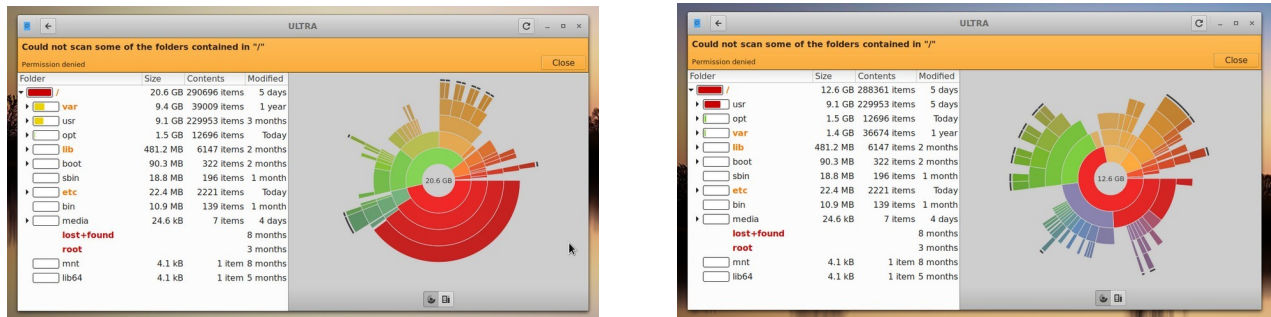 ULTRA
Could not scan some of the folders contained in "/"
Permission denied
Close
Folder Size Contents Modified
/ 20.6 GB 290696 items 5 days
var 9.4 GB 39009 items 1 year
usr 9.1 GB 229953 items 3 months
opt 1.5 GB 12696 items Today
lib 481.2 MB 6147 items 2 months
boot 90.3 MB 322 items 2 months
sbin 18.8 MB 196 items 1 month
etc 22.4 MB 2221 items Today
bin 10.9 MB 139 items 1 month
media 24.6 kB 7 items 4 days
lost+found 8 months
root 3 months
mnt 4.1 kB 1 item 8 months
lib64 4.1 kB 1 item 5 months
20.6 GB
ULTRA
Could not scan some of the folders contained in "/"
Permission denied
Close
Folder Size Contents Modified
/ 12.6 GB 288361 items 5 days
usr 9.1 GB 229953 items 3 months
opt 1.5 GB 12696 items Today
var 1.4 GB 36674 items 1 year
lib 481.2 MB 6147 items 2 months
boot 90.3 MB 322 items 2 months
sbin 18.8 MB 196 items 1 month
etc 22.4 MB 2221 items Today
bin 10.9 MB 139 items 1 month
media 24.6 kB 7 items 4 days
lost+found 8 months
root 3 months
mnt 4.1 kB 1 item 8 months
lib64 4.1 kB 1 item 5 months
12.6 GB